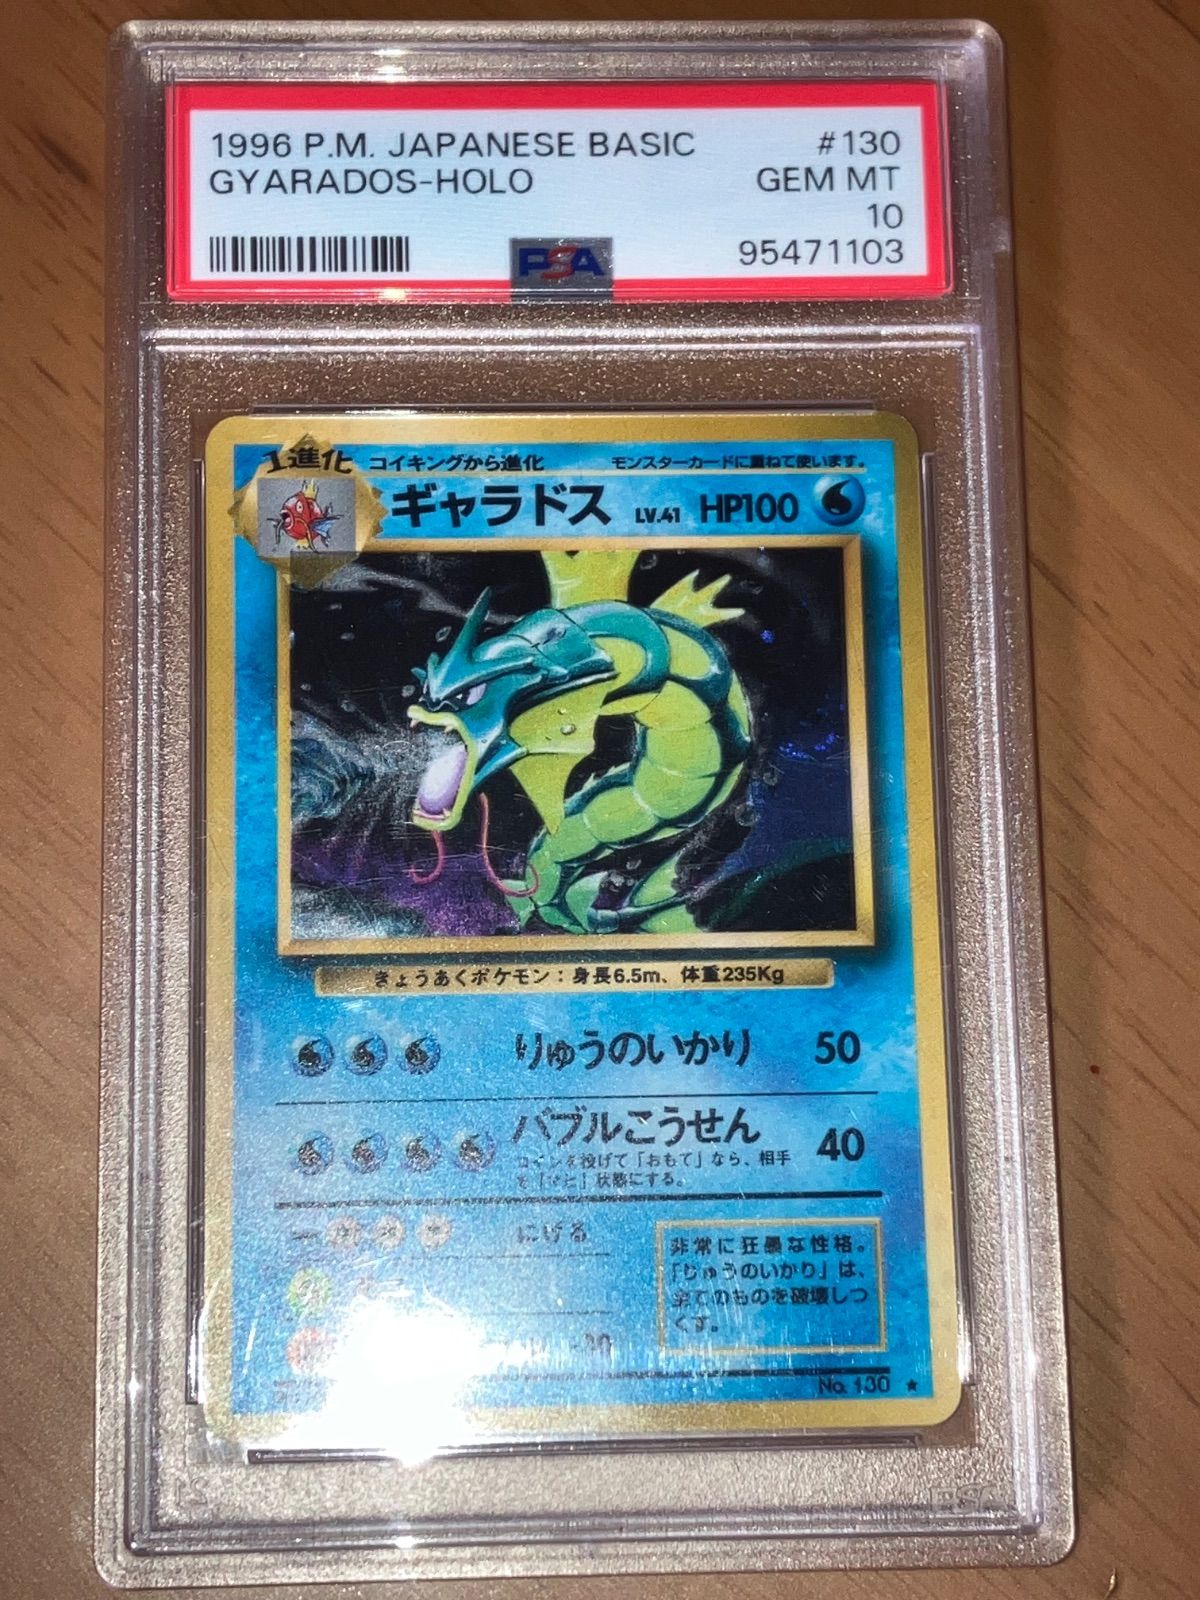 1996 P.M. JAPANESE BASIC #130
GYARADOS-HOLO GEM MT
10
PSA 95471103
1進化 コイキングから進化 モンスターカードに重ねて使います。
ギャラドス LV.41 HP100
きょうあくポケモン：身長6.5m、体重235Kg
りゅうのいかり 50
バブルこうせん 40
コインを投げて「おもて」なら、相手
を「マヒ」状態にする。
にげる
非常に狂暴な性格。
「りゅうのいかり」は、
全てのものを破壊しつ
くす。
-30
No. 130 ★
PSA